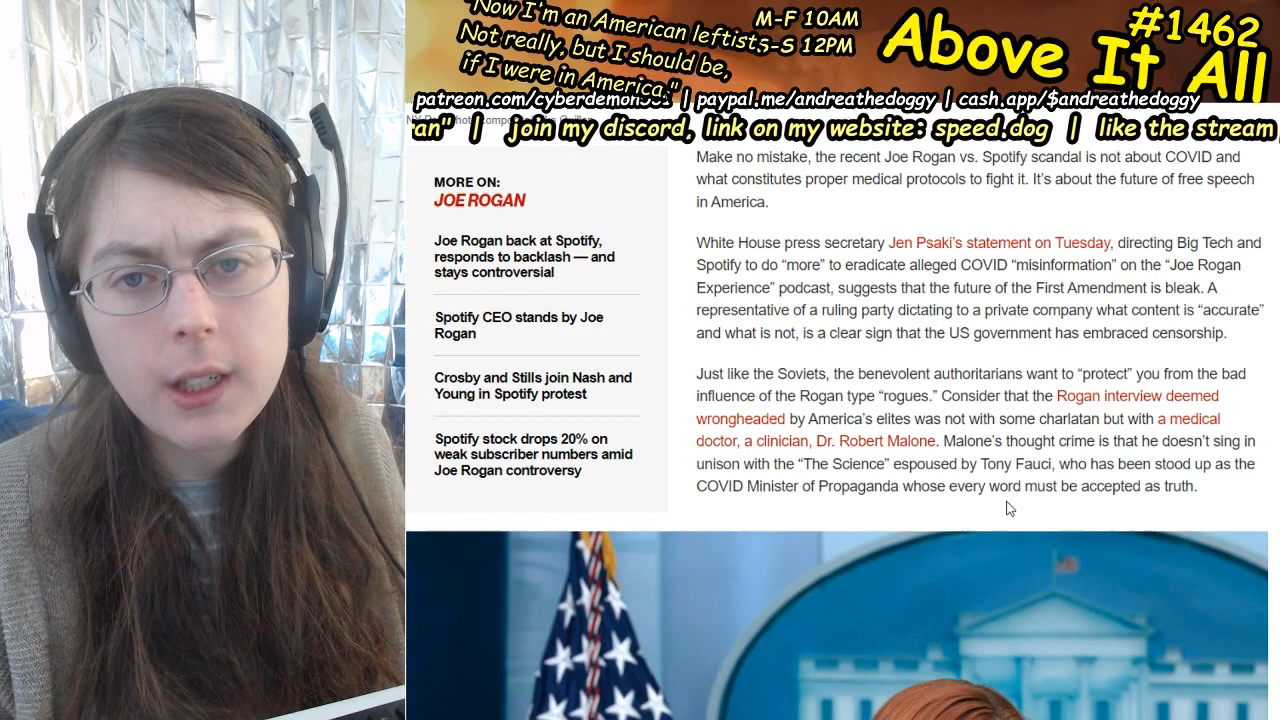 "Now I'm an American leftist.
Not really, but I should be,
if I were in America."
M-F 10AM
S-S 12PM
Above It All
#1462
patreon.com/cyberdemon531 | paypal.me/andreathedoggy | cash.app/$andreathedoggy
an" | join my discord, link on my website: speed.dog | like the stream
MORE ON:
JOE ROGAN
Joe Rogan back at Spotify,
responds to backlash — and
stays controversial
Spotify CEO stands by Joe
Rogan
Crosby and Stills join Nash and
Young in Spotify protest
Spotify stock drops 20% on
weak subscriber numbers amid
Joe Rogan controversy
Make no mistake, the recent Joe Rogan vs. Spotify scandal is not about COVID and
what constitutes proper medical protocols to fight it. It's about the future of free speech
in America.
White House press secretary Jen Psaki's statement on Tuesday, directing Big Tech and
Spotify to do “more” to eradicate alleged COVID “misinformation” on the “Joe Rogan
Experience” podcast, suggests that the future of the First Amendment is bleak. A
representative of a ruling party dictating to a private company what content is “accurate”
and what is not, is a clear sign that the US government has embraced censorship.
Just like the Soviets, the benevolent authoritarians want to “protect” you from the bad
influence of the Rogan type “rogues.” Consider that the Rogan interview deemed
wrongheaded by America's elites was not with some charlatan but with a medical
doctor, a clinician, Dr. Robert Malone. Malone's thought crime is that he doesn't sing in
unison with the “The Science” espoused by Tony Fauci, who has been stood up as the
COVID Minister of Propaganda whose every word must be accepted as truth.